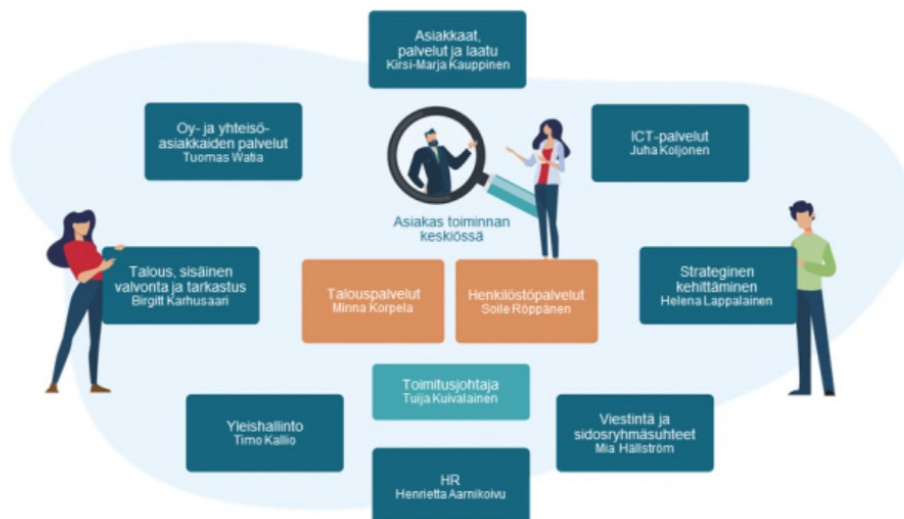 Asiakkaat,
palvelut ja laatu
Kirsi-Marja Kauppinen
Oy- ja yhteisö-
asiakkaiden palvelut
Tuomas Watia
ICT-palvelut
Juha Koljonen
Asiakas toiminnan
keskiössä
Talous, sisäinen
valvonta ja tarkastus
Birgitt Karhusaari
Talouspalvelut
Minna Korpela
Henkilöstöpalvelut
Soile Röppänen
Strateginen
kehittäminen
Helena Lappalainen
Toimitusjohtaja
Tuija Kuivalainen
Yleishallinto
Timo Kallio
Viestintä ja
sidosryhmäsuhteet
Mia Hällström
HR
Henrietta Aarnikoivu